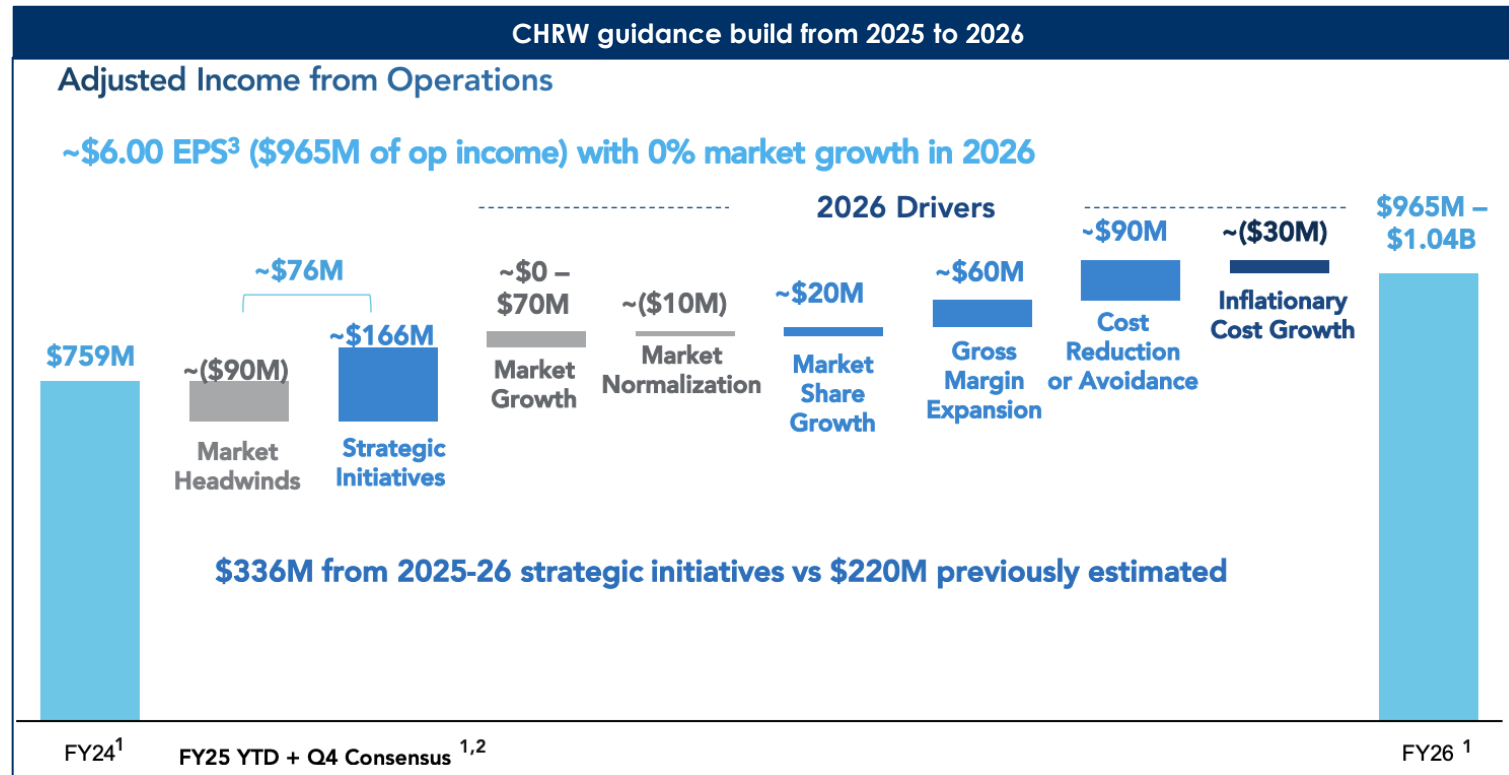 CHRW guidance build from 2025 to 2026
Adjusted Income from Operations
~$6.00 EPS³ ($965M of op income) with 0% market growth in 2026
2026 Drivers
$759M
~$76M
~($90M)
Market
Headwinds
~$166M
Strategic
Initiatives
~$0 –
$70M
Market
Growth
~($10M)
Market
Normalization
~$20M
Market
Share
Growth
~$60M
Gross
Margin
Expansion
~$90M
Cost
Reduction
or Avoidance
~($30M)
Inflationary
Cost Growth
$965M –
$1.04B
$336M from 2025-26 strategic initiatives vs $220M previously estimated
FY24¹
FY25 YTD + Q4 Consensus ¹,²
FY26 ¹